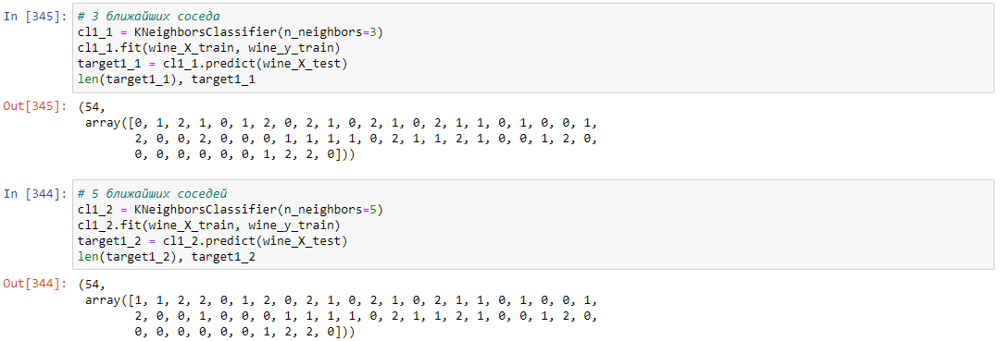 In [345]: # 3 ближайших соседа
cl1_1 = KNeighborsClassifier(n_neighbors=3)
cl1_1.fit(wine_X_train, wine_y_train)
target1_1 = cl1_1.predict(wine_X_test)
len(target1_1), target1_1
Out[345]: (54,
array([0, 1, 2, 1, 0, 1, 2, 0, 2, 1, 0, 2, 1, 0, 2, 1, 1, 0, 1, 0, 0, 1,
2, 0, 0, 2, 0, 0, 0, 1, 1, 1, 1, 0, 2, 1, 1, 2, 1, 0, 0, 1, 2, 0,
0, 0, 0, 0, 0, 0, 1, 2, 2, 0]))
In [344]: # 5 ближайших соседей
cl1_2 = KNeighborsClassifier(n_neighbors=5)
cl1_2.fit(wine_X_train, wine_y_train)
target1_2 = cl1_2.predict(wine_X_test)
len(target1_2), target1_2
Out[344]: (54,
array([1, 1, 2, 2, 0, 1, 2, 0, 2, 1, 0, 2, 1, 0, 2, 1, 1, 0, 1, 0, 0, 1,
2, 0, 0, 1, 0, 0, 0, 1, 1, 1, 1, 0, 2, 1, 1, 2, 1, 0, 0, 1, 2, 0,
0, 0, 0, 0, 0, 0, 1, 2, 2, 0]))